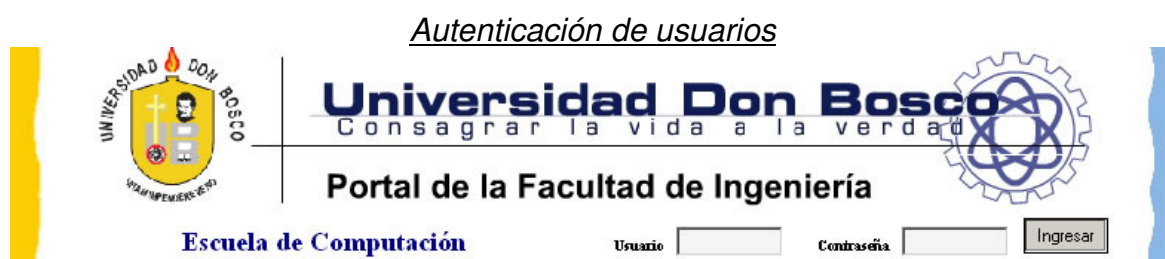 Autenticación de usuarios
UNIVERSIDAD DON BOSCO
Universidad Don Bosco
Consagrar la vida a la verdad
Portal de la Facultad de Ingeniería
Escuela de Computación Usuario Contraseña Ingresar